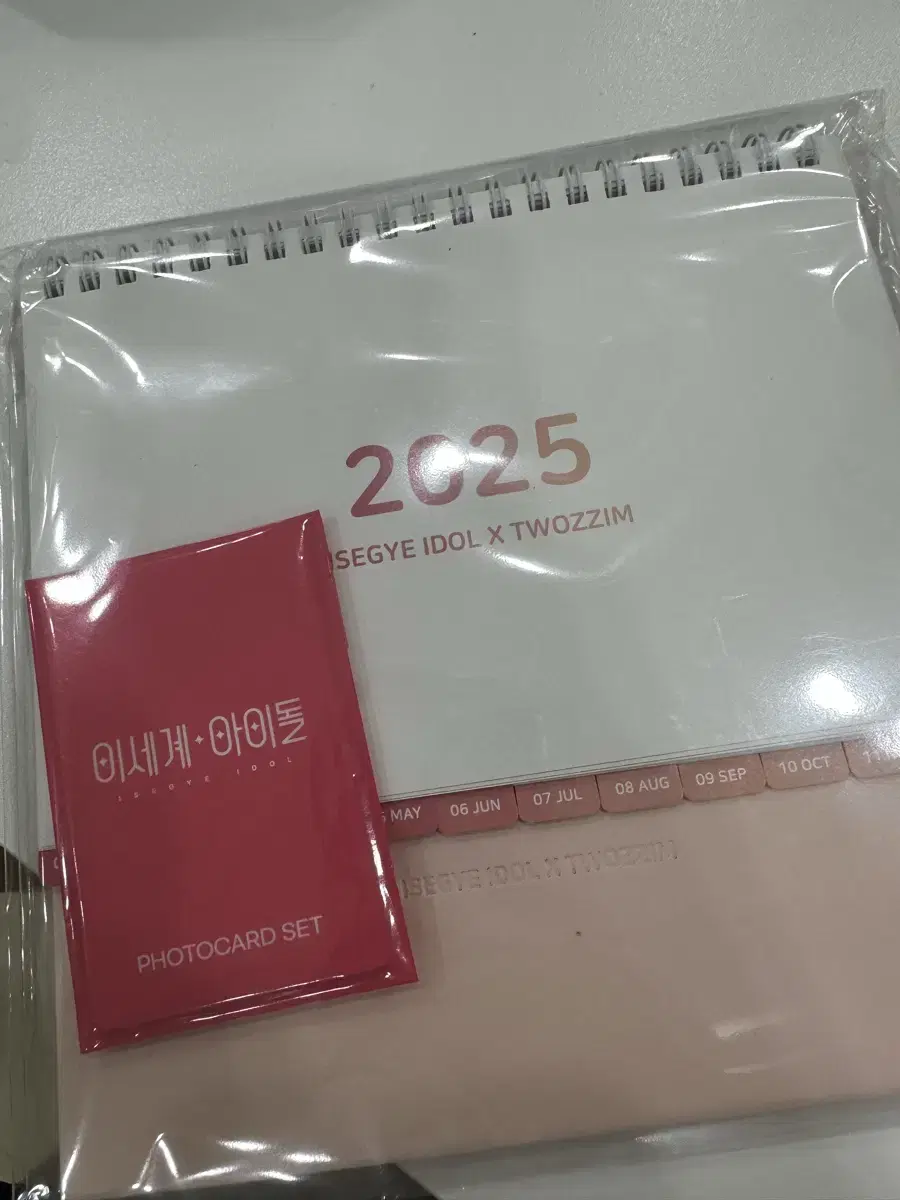 2025
ISEGYE IDOL X TWOZZIM
이세계·아이돌
ISEGYE IDOL
PHOTOCARD SET
MAY
06 JUN
07 JUL
08 AUG
09 SEP
10 OCT
11
ISEGYE IDOL X TWOZZIM